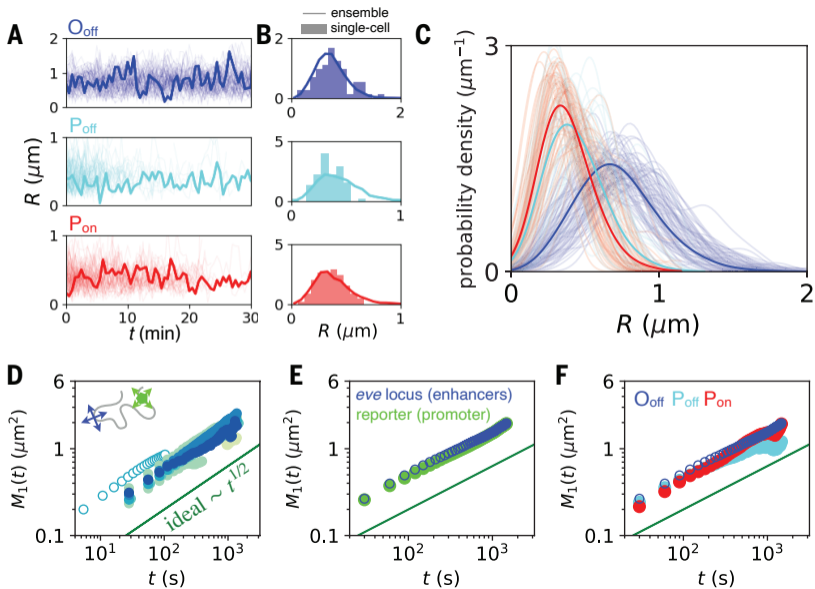 A
B
C
ensemble
single-cell
O_off
P_off
P_on
2
1
0
1
0
1
0
R (μm)
0 10 20 30
t (min)
2
0
0 2
5
0
0 1
5
0
0 1
R (μm)
3
0
probability density (μm⁻¹)
0 1 2
R (μm)
D
6
1
0.1
M₁(t) (μm²)
ideal ~ t^1/2
10¹ 10² 10³
t (s)
E
6
1
0.1
M₁(t) (μm²)
eve locus (enhancers)
reporter (promoter)
10² 10³
t (s)
F
6
1
0.1
M₁(t) (μm²)
O_off P_off P_on
10² 10³
t (s)